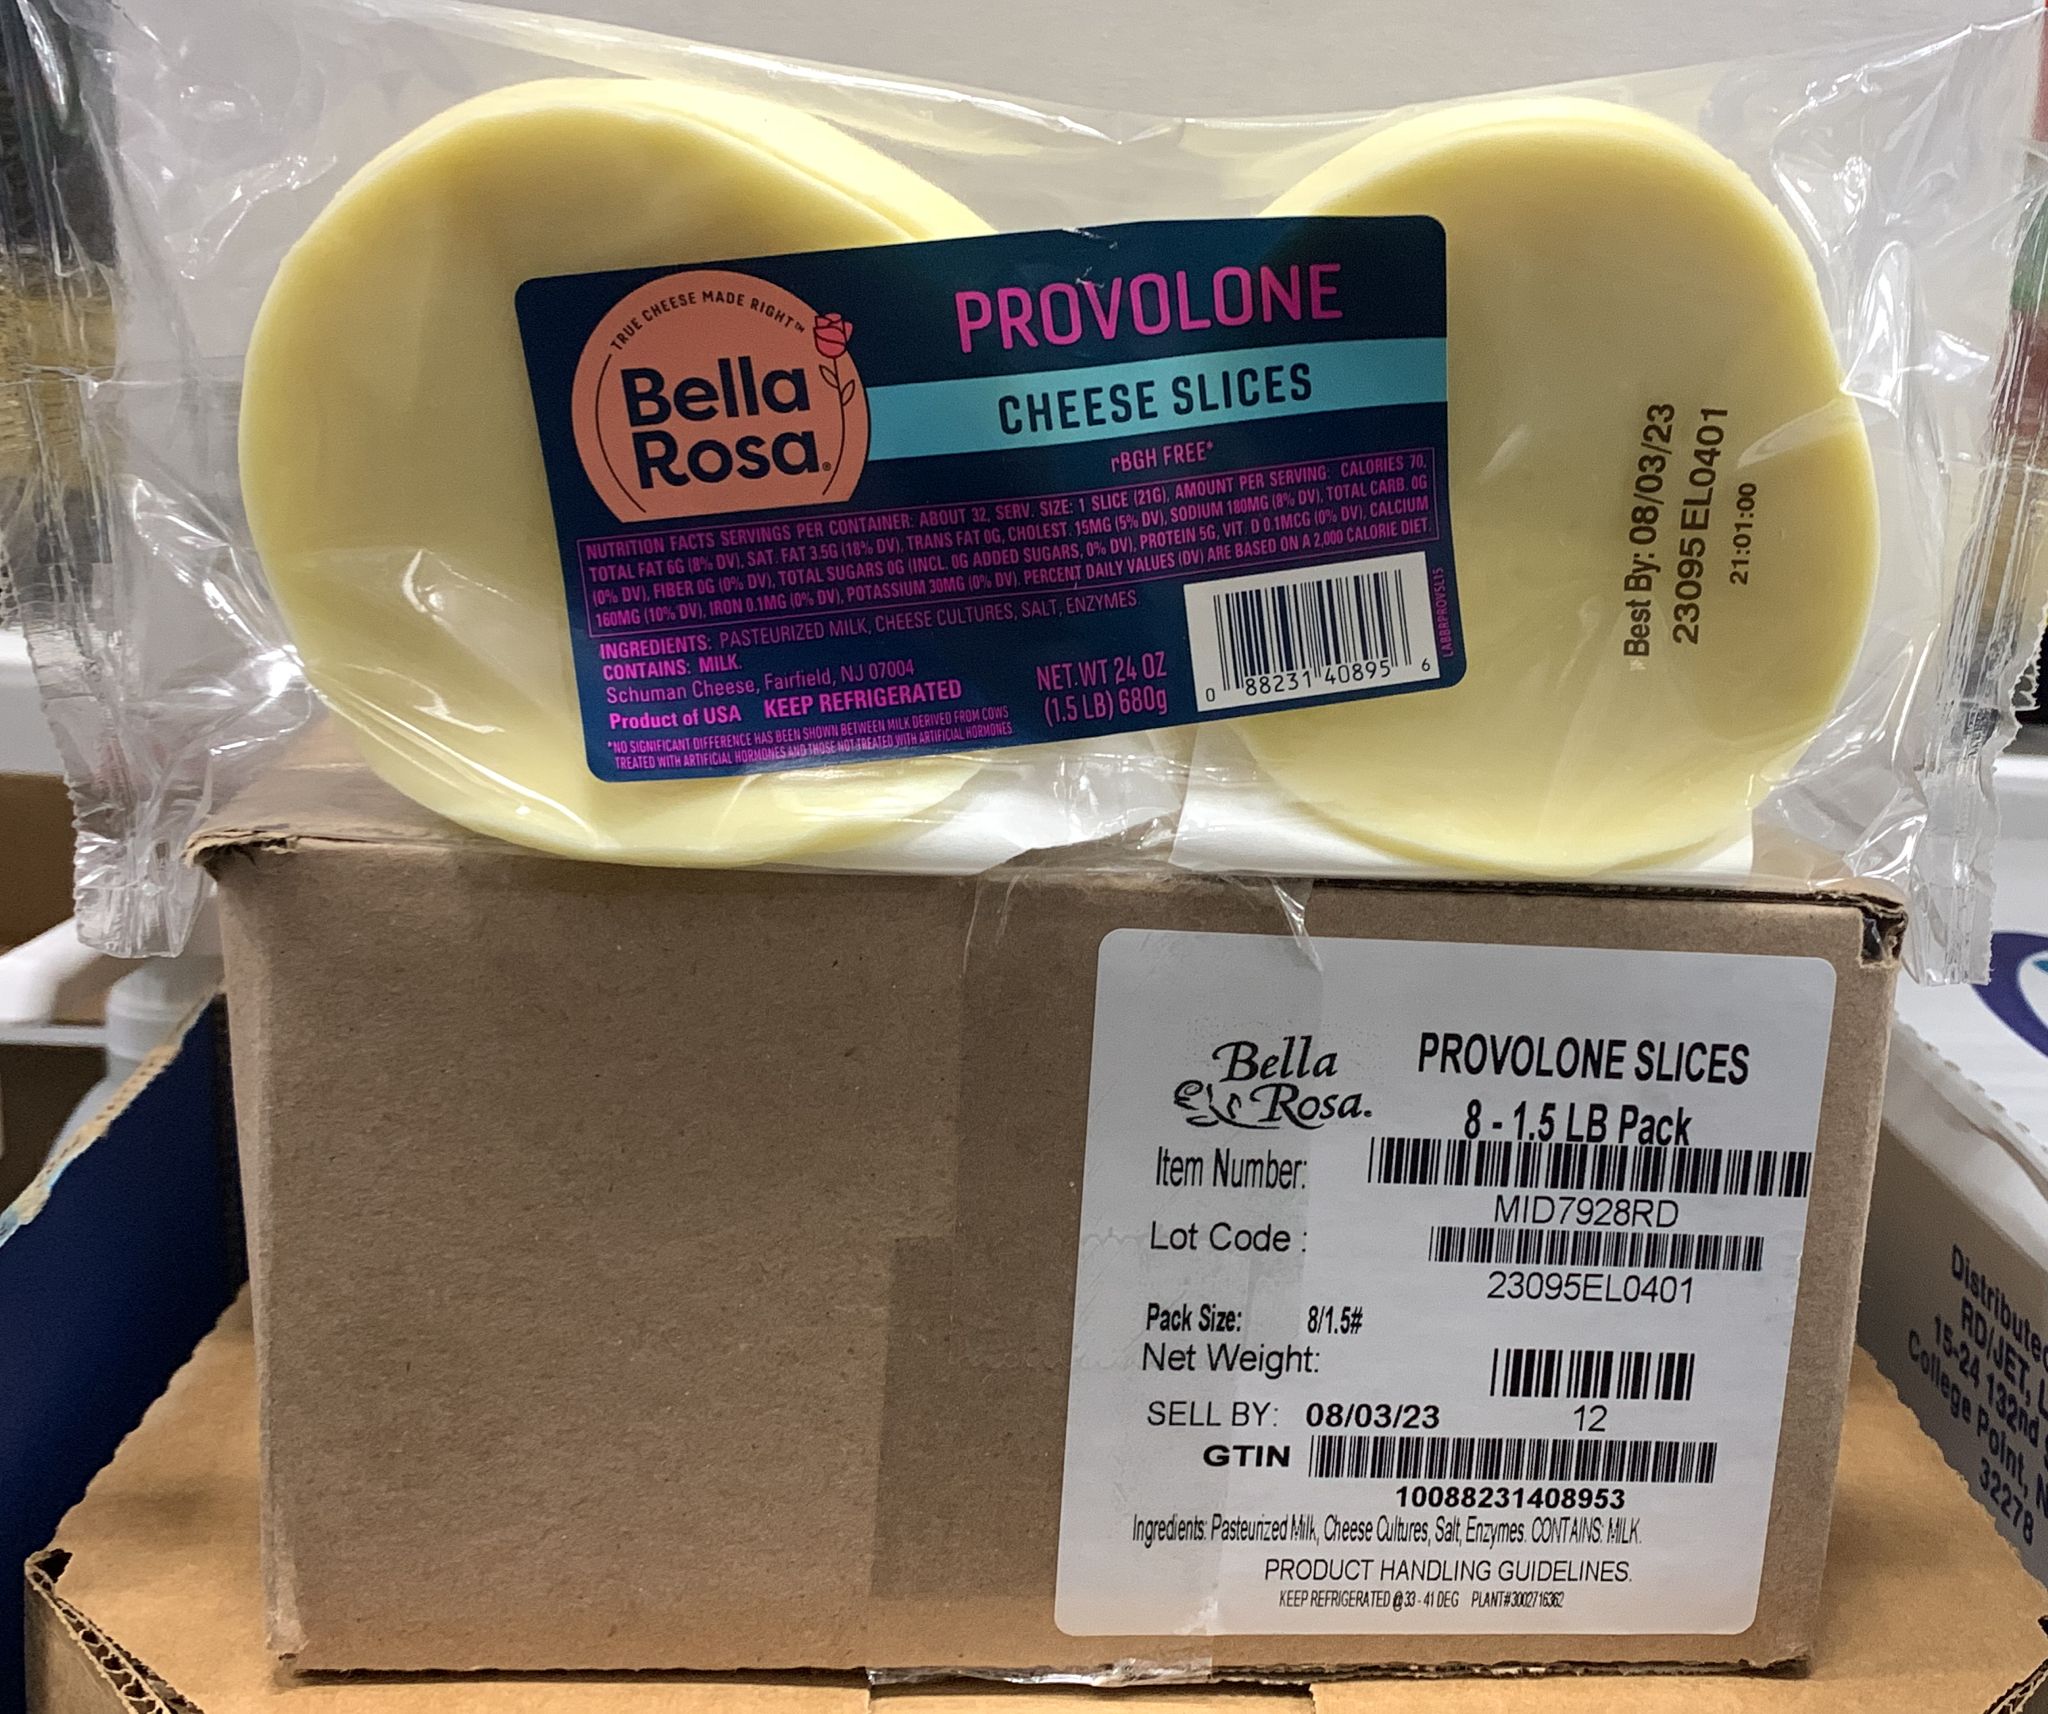 TRUE CHEESE MADE RIGHT™
Bella
Rosa®
PROVOLONE
CHEESE SLICES
rBGH FREE*
NUTRITION FACTS SERVINGS PER CONTAINER: ABOUT 32, SERV. SIZE: 1 SLICE (21G), AMOUNT PER SERVING: CALORIES 70,
TOTAL FAT 6G (8% DV), SAT. FAT 3.5G (18% DV), TRANS FAT 0G, CHOLEST. 15MG (5% DV), SODIUM 180MG (8% DV), TOTAL CARB. 0G
(0% DV), FIBER 0G (0% DV), TOTAL SUGARS 0G (INCL. 0G ADDED SUGARS, 0% DV), PROTEIN 5G, VIT. D 0.1MCG (0% DV), CALCIUM
160MG (10% DV), IRON 0.1MG (0% DV), POTASSIUM 30MG (0% DV). PERCENT DAILY VALUES (DV) ARE BASED ON A 2,000 CALORIE DIET.
INGREDIENTS: PASTEURIZED MILK, CHEESE CULTURES, SALT, ENZYMES.
CONTAINS: MILK.
Schuman Cheese, Fairfield, NJ 07004
Product of USA KEEP REFRIGERATED
*NO SIGNIFICANT DIFFERENCE HAS BEEN SHOWN BETWEEN MILK DERIVED FROM COWS
TREATED WITH ARTIFICIAL HORMONES AND THOSE NOT TREATED WITH ARTIFICIAL HORMONES
NET.WT 24 OZ
(1.5 LB) 680g
0 88231 40895 6
LABBRPROVSL15
Best By: 08/03/23
23095EL0401
21:01:00
Bella
Rosa.
PROVOLONE SLICES
8 - 1.5 LB Pack
Item Number:
MID7928RD
Lot Code :
23095EL0401
Pack Size: 8/1.5#
Net Weight:
12
SELL BY: 08/03/23
GTIN
10088231408953
Ingredients: Pasteurized Milk, Cheese Cultures, Salt, Enzymes. CONTAINS: MILK.
PRODUCT HANDLING GUIDELINES.
KEEP REFRIGERATED @ 33 - 41 DEG PLANT#3002716362
RD/JET,
15-24 132nd
College Point,
32278